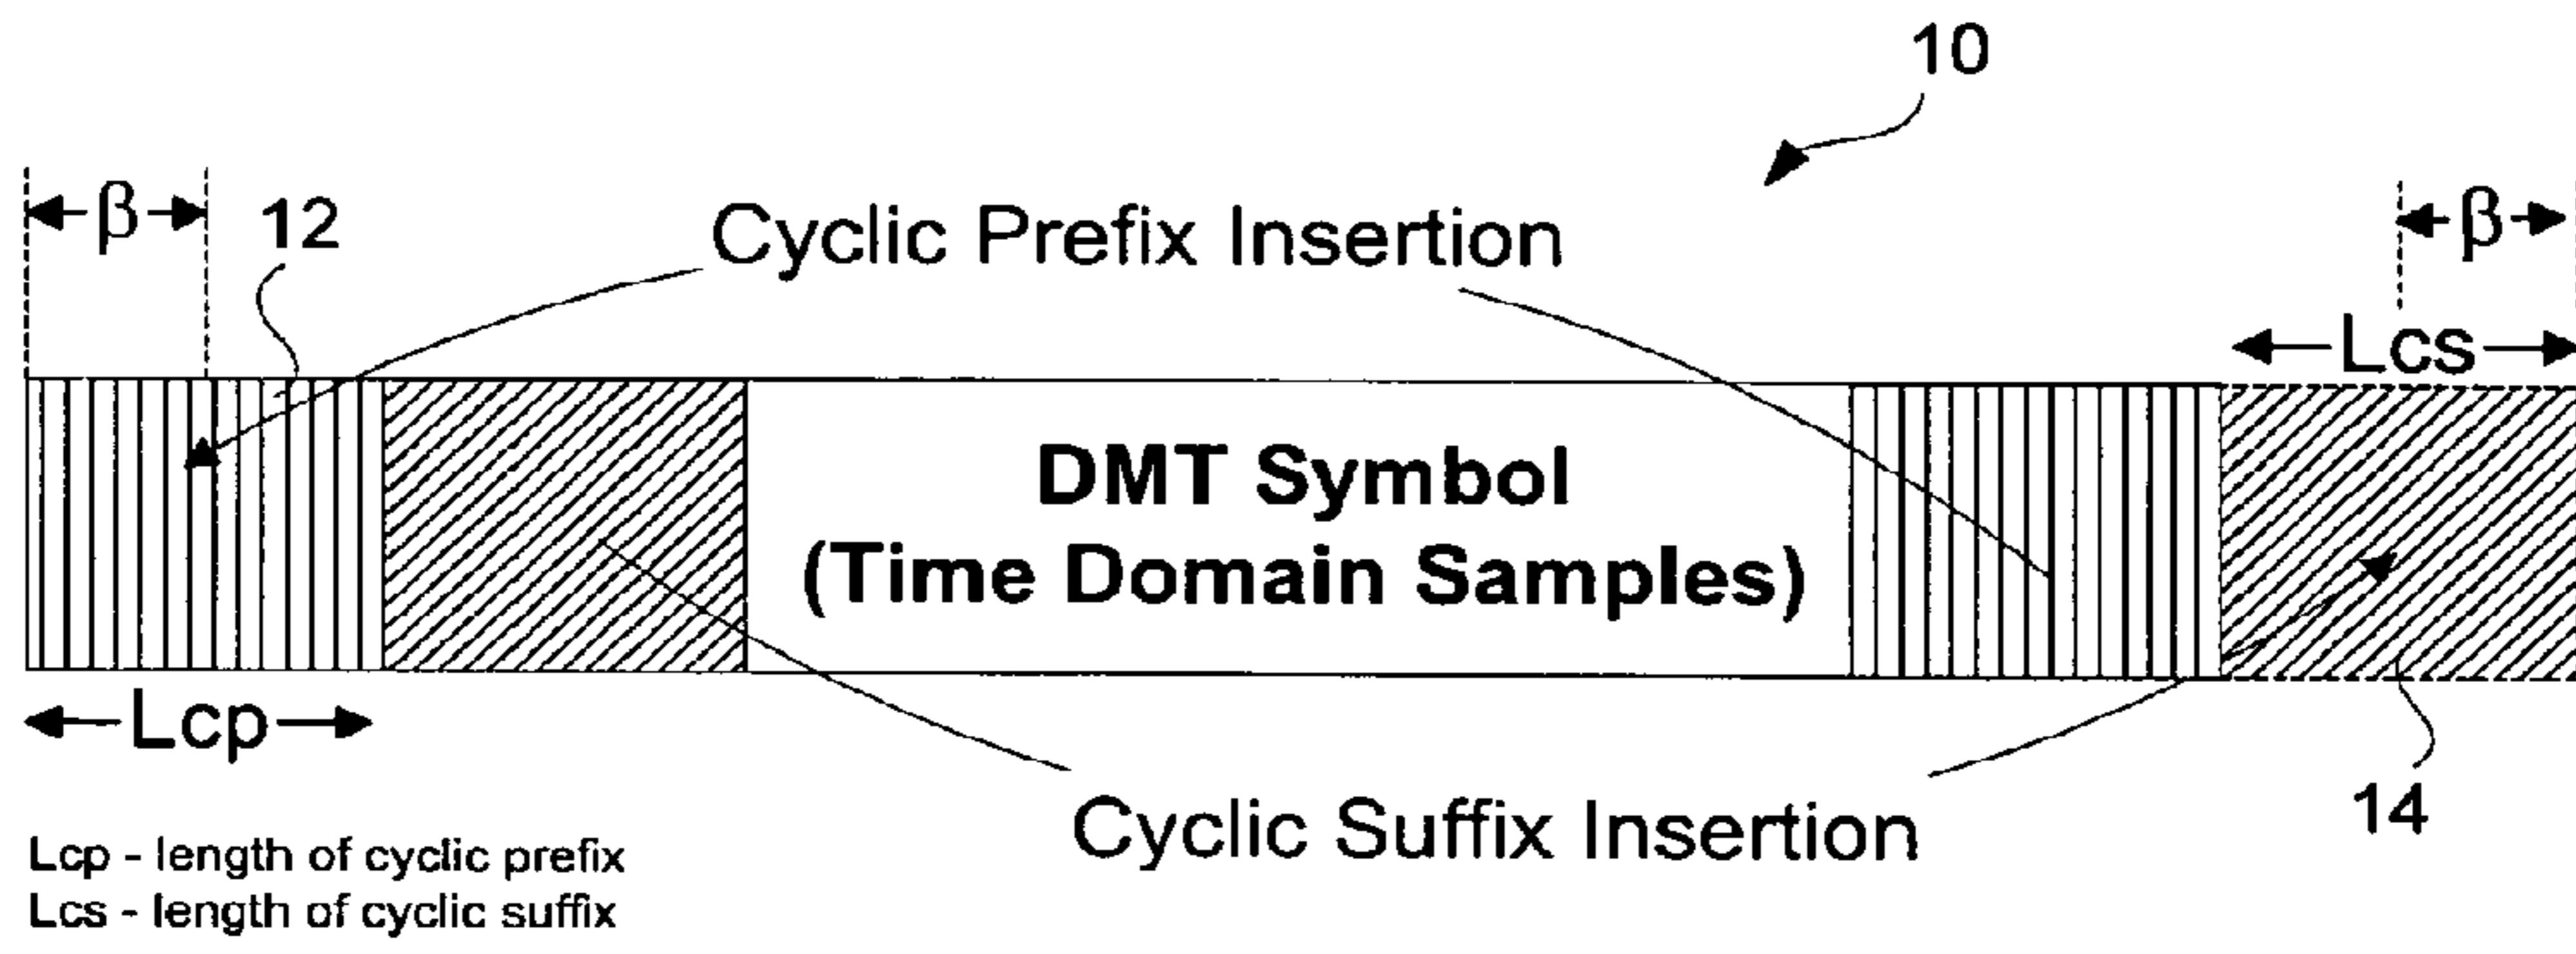 10
β
12
Cyclic Prefix Insertion
β
Lcs
DMT Symbol
(Time Domain Samples)
Lcp
Cyclic Suffix Insertion
14
Lcp - length of cyclic prefix
Lcs - length of cyclic suffix